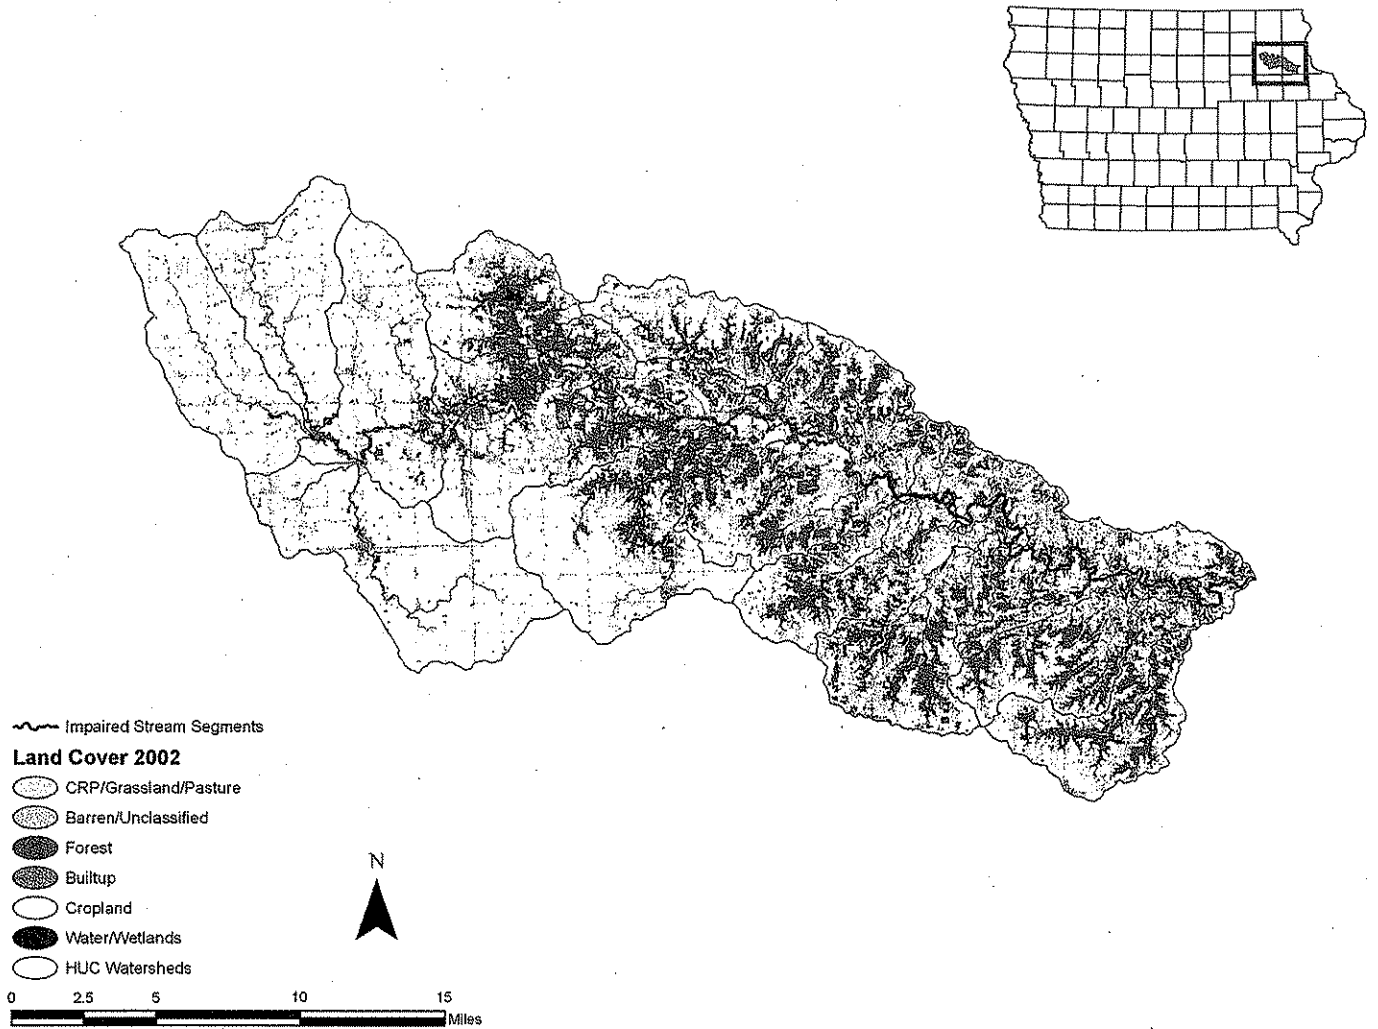 Impaired Stream Segments
Land Cover 2002
CRP/Grassland/Pasture
Barren/Unclassified
Forest
Builtup
Cropland
Water/Wetlands
HUC Watersheds
N
0 2.5 5 10 15
Miles